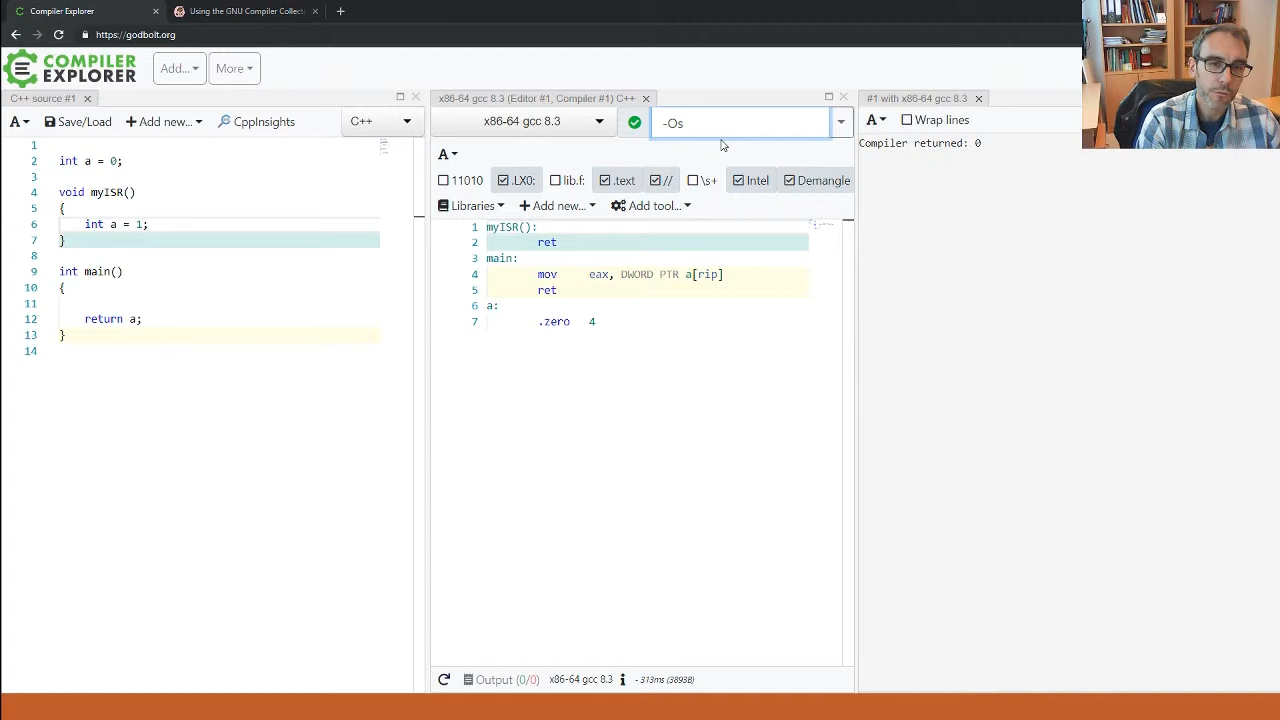 Compiler Explorer
Using the GNU Compiler Collect
https://godbolt.org
COMPILER
EXPLORER
Add...
More
C++ source #1
x86-64 gcc 8.3 (Editor #1, Compiler #1) C++
#1 with x86-64 gcc 8.3
A
Save/Load
Add new...
CppInsights
C++
x86-64 gcc 8.3
-Os
A
Wrap lines
A
Compiler returned: 0
11010
.LX0:
lib.f:
.text
//
\s+
Intel
Demangle
Libraries
Add new...
Add tool...
1
2 int a = 0;
3
4 void myISR()
5 {
6 int a = 1;
7 }
8
9 int main()
10 {
11
12 return a;
13 }
14
1 myISR():
2 ret
3 main:
4 mov eax, DWORD PTR a[rip]
5 ret
6 a:
7 .zero 4
Output (0/0) x86-64 gcc 8.3 i - 313ms (3893B)